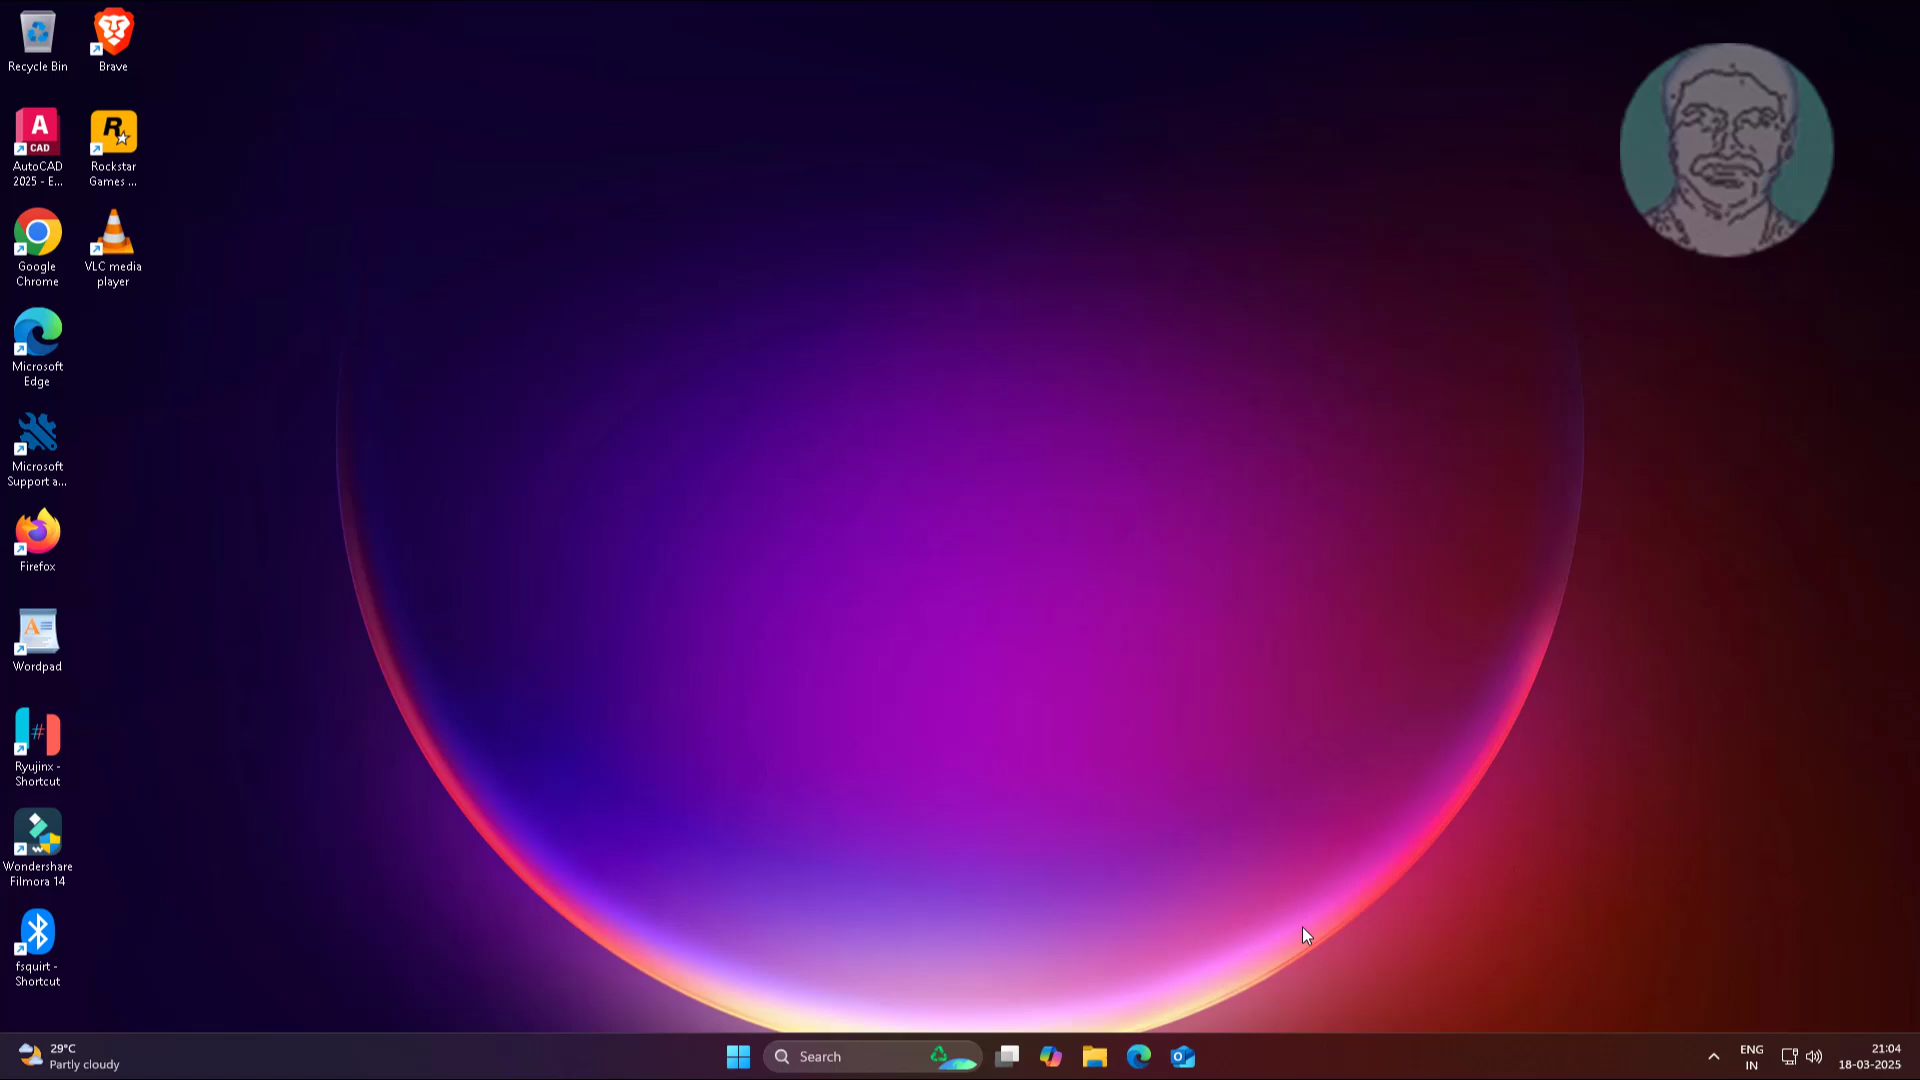 Recycle Bin
Brave
A
CAD
AutoCAD
2025 - E...
R
Rockstar
Games ...
Google
Chrome
VLC media
player
Microsoft
Edge
Microsoft
Support a...
Firefox
A
Wordpad
#
Ryujinx -
Shortcut
Wondershare
Filmora 14
fsquirt -
Shortcut
29°C
Partly cloudy
Search
ENG
IN
21:04
18-03-2025